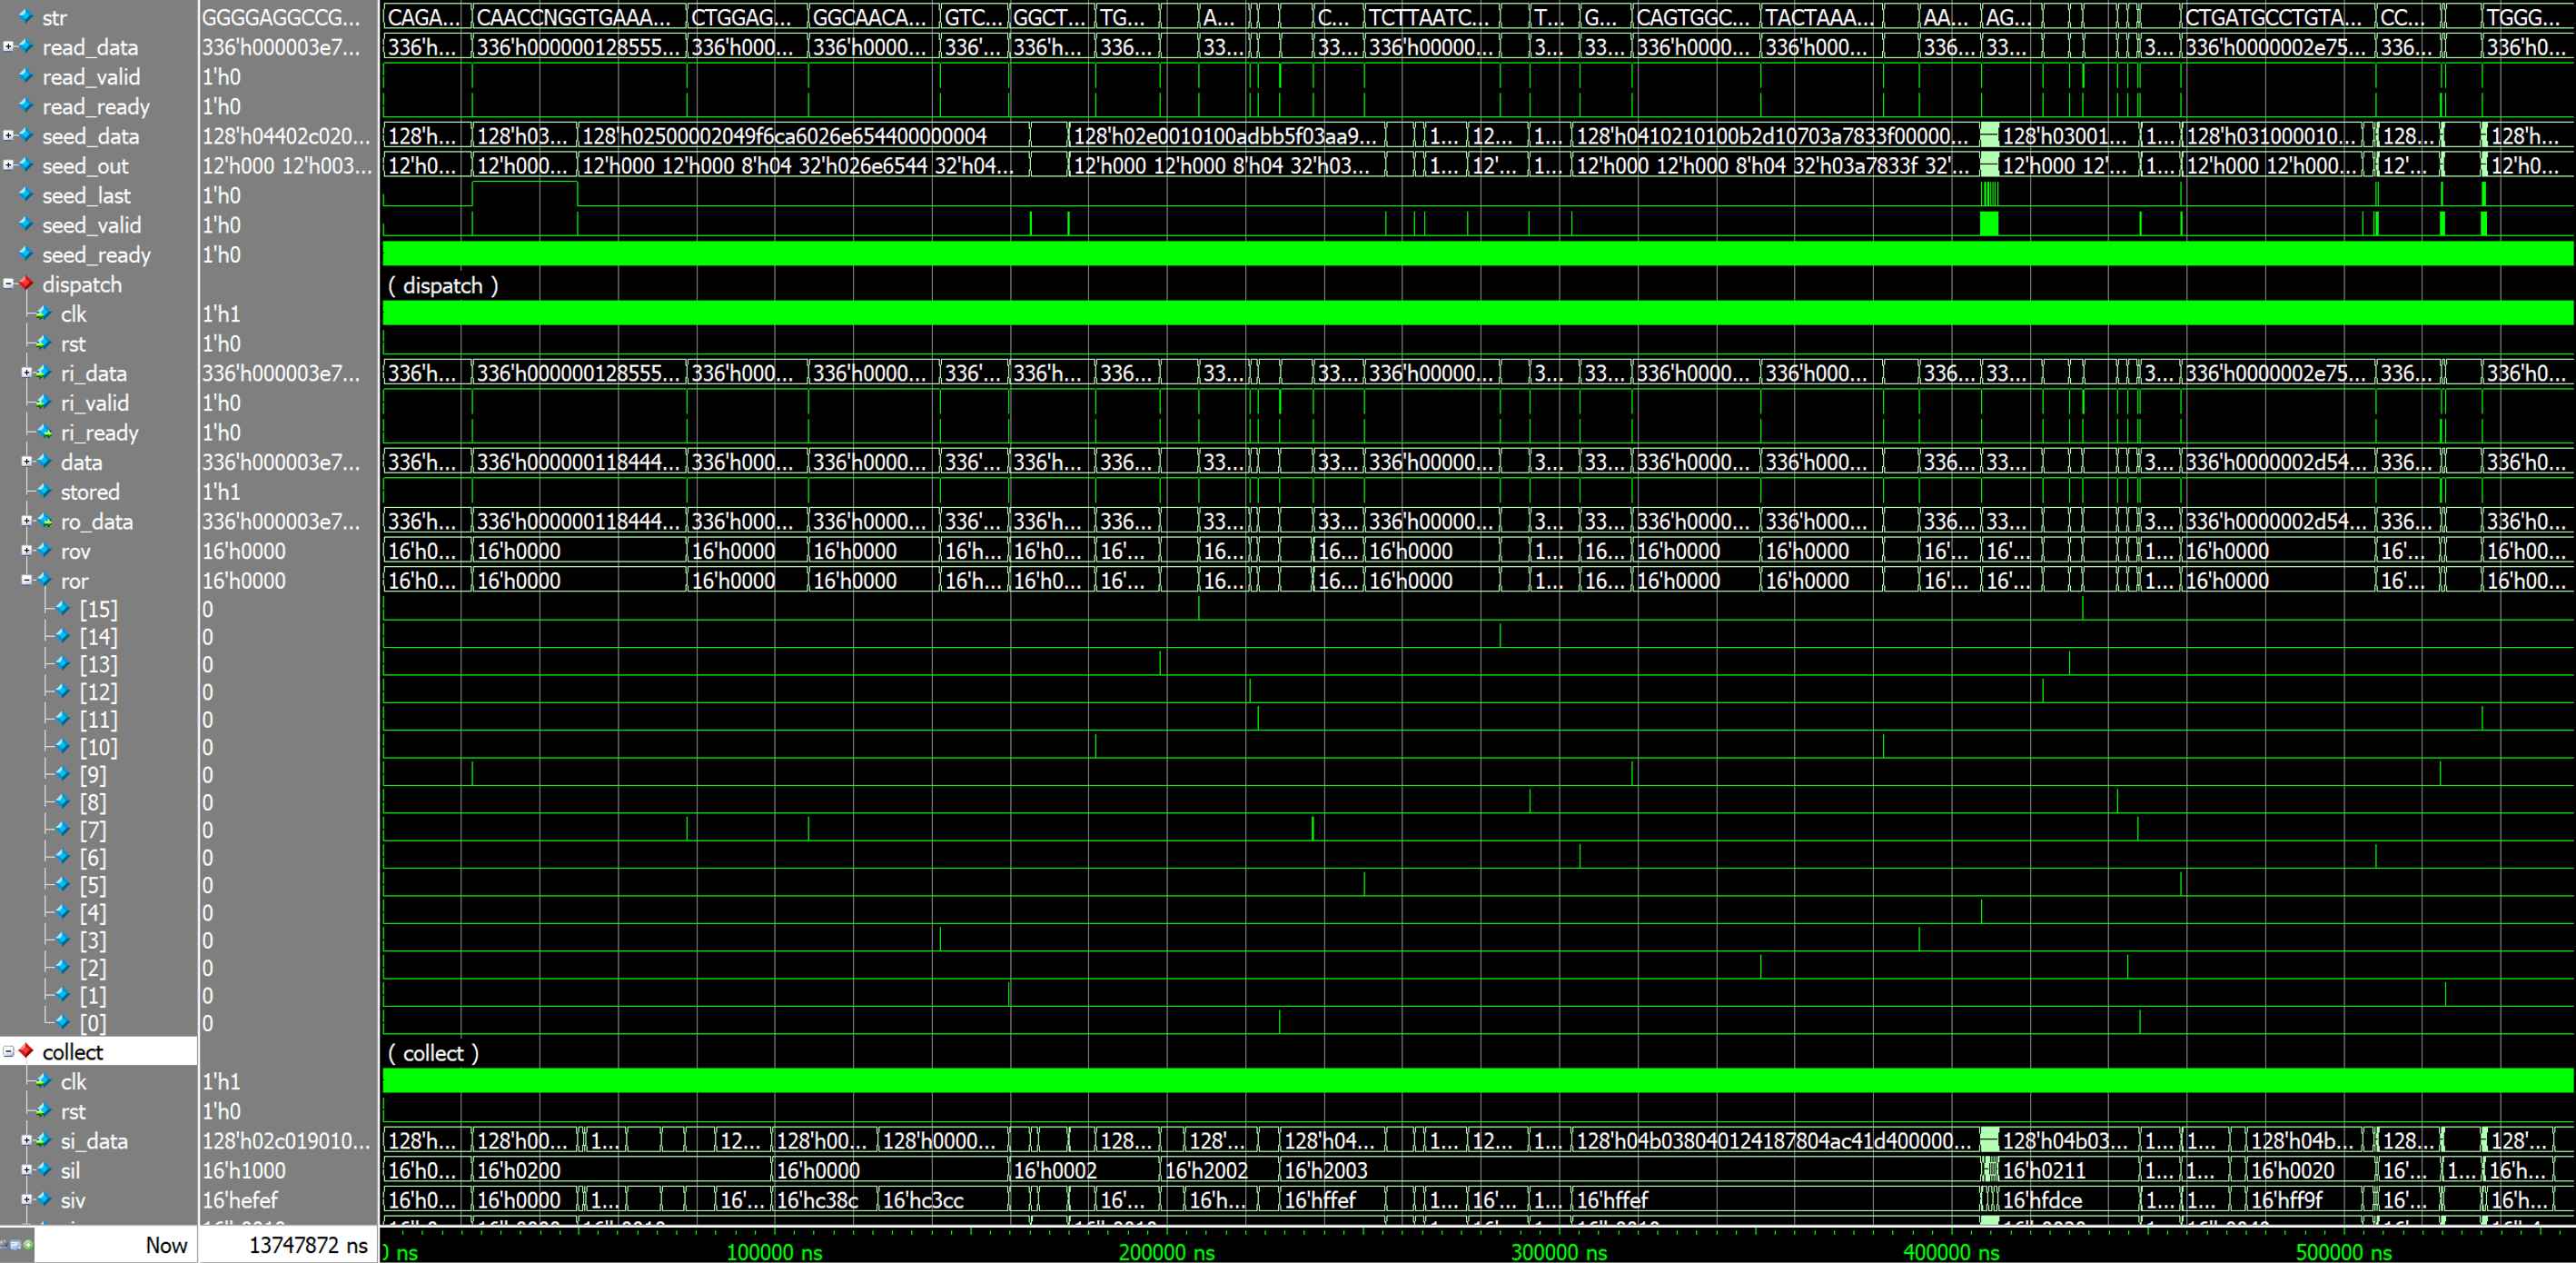 str GGGGAGGCCG... CAGA... CAACCNGGTGAAA... CTGGAG... GGCAACA... GTC... GGCT... TG... A... C... TCTTAATC... T... G... CAGTGGC... TACTAAA... AA... AG... CTGATGCCTGTA... CC... TGGG...
read_data 336'h000003e7... 336'h... 336'h000000128555... 336'h000... 336'h0000... 336'... 336'h... 336... 33... 33... 336'h00000... 3... 33... 336'h0000... 336'h000... 336... 33... 3... 336'h0000002e75... 336... 336'h0...
read_valid 1'h0
read_ready 1'h0
seed_data 128'h04402c020... 128'h... 128'h03... 128'h02500002049f6ca6026e654400000004 128'h02e0010100adbb5f03aa9... 1... 12... 1... 128'h0410210100b2d10703a7833f00000... 128'h03001... 1... 128'h031000010... 128... 128'h...
seed_out 12'h000 12'h003... 12'h0... 12'h000... 12'h000 12'h000 8'h04 32'h026e6544 32'h04... 12'h000 12'h000 8'h04 32'h03... 1... 12'... 1... 12'h000 12'h000 8'h04 32'h03a7833f 32'... 12'h000 12'... 1... 12'h000 12'h000... 12'... 12'h0...
seed_last 1'h0
seed_valid 1'h0
seed_ready 1'h0
dispatch ( dispatch )
clk 1'h1
rst 1'h0
ri_data 336'h000003e7... 336'h... 336'h000000128555... 336'h000... 336'h0000... 336'... 336'h... 336... 33... 33... 336'h00000... 3... 33... 336'h0000... 336'h000... 336... 33... 3... 336'h0000002e75... 336... 336'h0...
ri_valid 1'h0
ri_ready 1'h0
data 336'h000003e7... 336'h... 336'h000000118444... 336'h000... 336'h0000... 336'... 336'h... 336... 33... 33... 336'h00000... 3... 33... 336'h0000... 336'h000... 336... 33... 3... 336'h0000002d54... 336... 336'h0...
stored 1'h1
ro_data 336'h000003e7... 336'h... 336'h000000118444... 336'h000... 336'h0000... 336'... 336'h... 336... 33... 33... 336'h00000... 3... 33... 336'h0000... 336'h000... 336... 33... 3... 336'h0000002d54... 336... 336'h0...
rov 16'h0000 16'h0... 16'h0000 16'h0000 16'h0000 16'h... 16'h0... 16'... 16... 16... 16'h0000 1... 16... 16'h0000 16'h0000 16'... 16'... 1... 16'h0000 16'... 16'h00...
ror 16'h0000 16'h0... 16'h0000 16'h0000 16'h0000 16'h... 16'h0... 16'... 16... 16... 16'h0000 1... 16... 16'h0000 16'h0000 16'... 16'... 1... 16'h0000 16'... 16'h00...
[15] 0
[14] 0
[13] 0
[12] 0
[11] 0
[10] 0
[9] 0
[8] 0
[7] 0
[6] 0
[5] 0
[4] 0
[3] 0
[2] 0
[1] 0
[0] 0
collect ( collect )
clk 1'h1
rst 1'h0
si_data 128'h02c019010... 128'h... 128'h00... 1... 12... 128'h00... 128'h0000... 128... 128'... 128'h04... 1... 12... 1... 128'h04b038040124187804ac41d400000... 128'h04b03... 1... 1... 128'h04b... 128... 128'...
sil 16'h1000 16'h0... 16'h0200 16'h0000 16'h0002 16'h2002 16'h2003 16'h0211 1... 1... 16'h0020 16'... 1... 16'h...
siv 16'hefef 16'h0... 16'h0000 1... 16'... 16'hc38c 16'hc3cc 16'... 16'h... 16'hffef 1... 16'... 1... 16'hffef 16'hfdce 1... 1... 16'hff9f 16'... 16'h...
Now 13747872 ns 0 ns 100000 ns 200000 ns 300000 ns 400000 ns 500000 ns